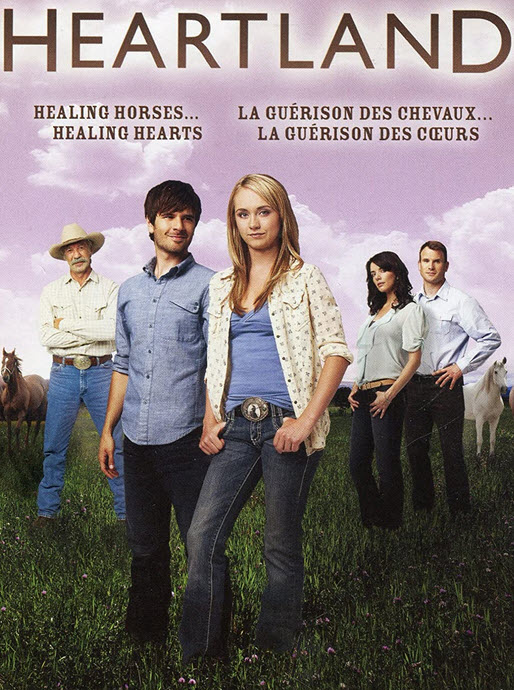 HEARTLAND
HEALING HORSES...
HEALING HEARTS
LA GUÉRISON DES CHEVAUX...
LA GUÉRISON DES CŒURS